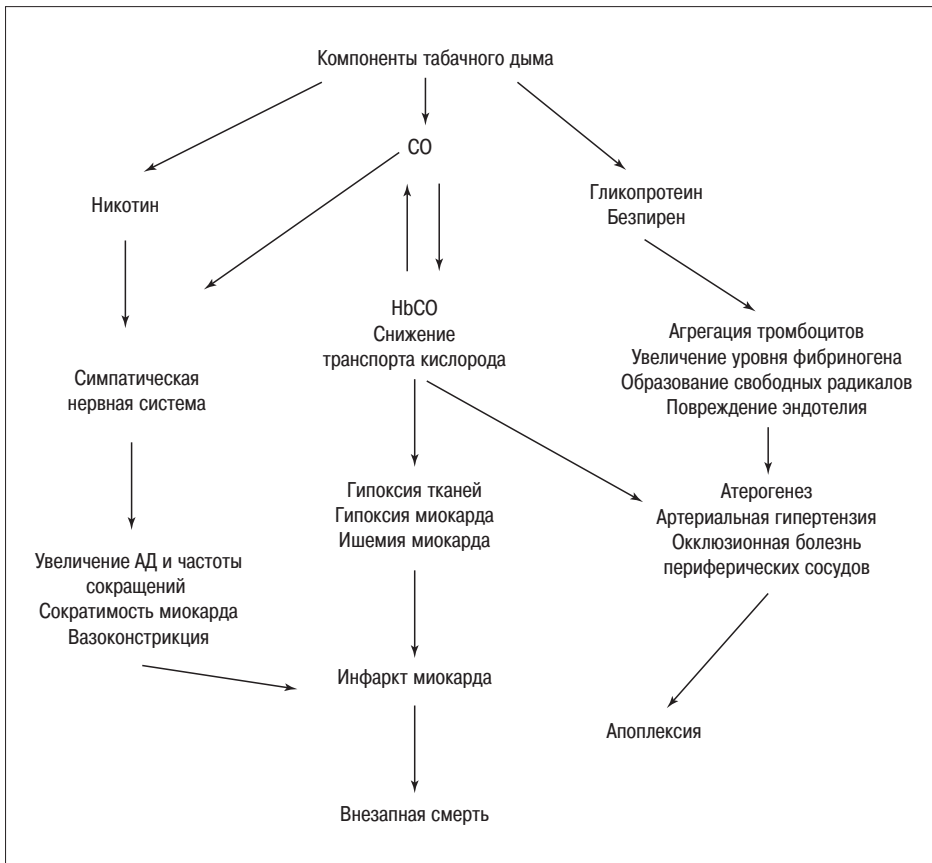 Компоненты табачного дыма
CO
Никотин
Гликопротеин
Безпирен
HbCO
Снижение
транспорта кислорода
Агрегация тромбоцитов
Увеличение уровня фибриногена
Образование свободных радикалов
Повреждение эндотелия
Симпатическая
нервная система
Гипоксия тканей
Гипоксия миокарда
Ишемия миокарда
Атерогенез
Артериальная гипертензия
Окклюзионная болезнь
периферических сосудов
Увеличение АД и частоты
сокращений
Сократимость миокарда
Вазоконстрикция
Инфаркт миокарда
Апоплексия
Внезапная смерть